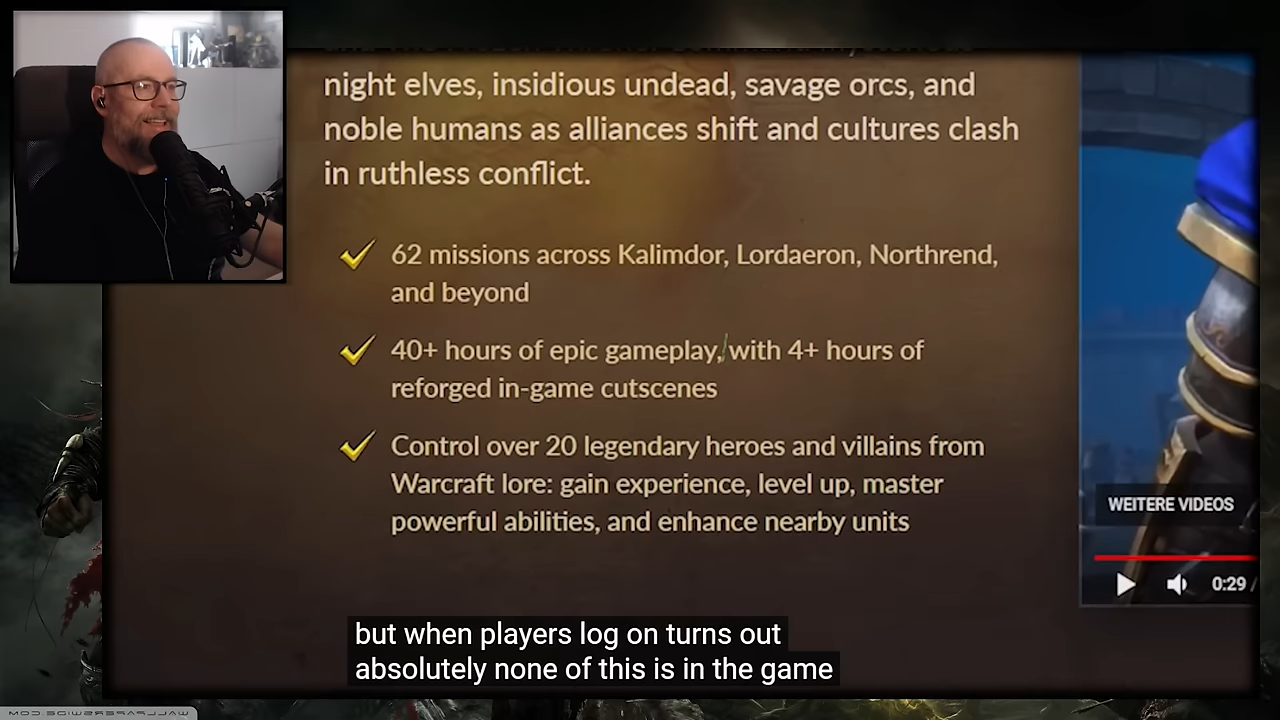 night elves, insidious undead, savage orcs, and
noble humans as alliances shift and cultures clash
in ruthless conflict.
62 missions across Kalimdor, Lordaeron, Northrend,
and beyond
40+ hours of epic gameplay, with 4+ hours of
reforged in-game cutscenes
Control over 20 legendary heroes and villains from
Warcraft lore: gain experience, level up, master
powerful abilities, and enhance nearby units
WEITERE VIDEOS
0:29 /
but when players log on turns out
absolutely none of this is in the game
WALLPAPERSWIDE.COM